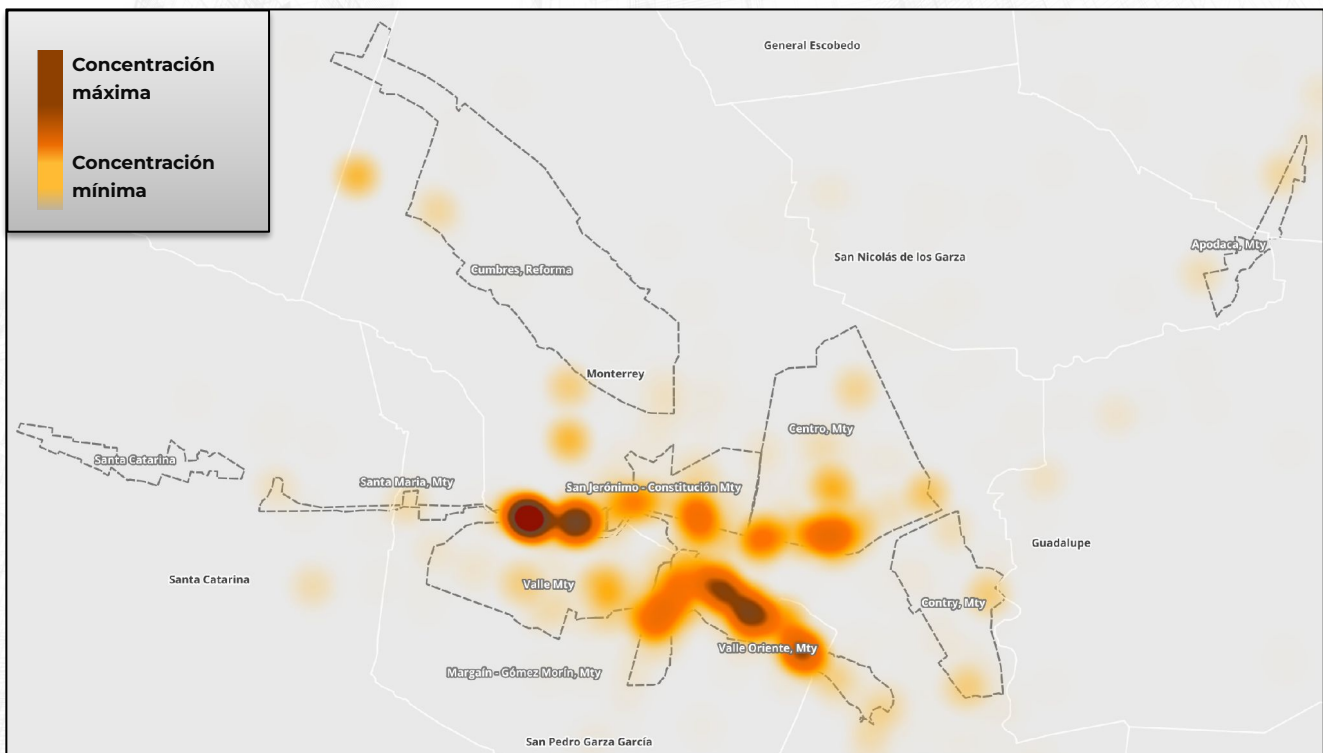 Concentración
máxima
Concentración
mínima
General Escobedo
Apodaca, Mty
San Nicolás de los Garza
Cumbres, Reforma
Monterrey
Centro, Mty
Santa Catarina
Santa Maria, Mty
San Jerónimo - Constitución Mty
Guadalupe
Santa Catarina
Valle Mty
Contry, Mty
Valle Oriente, Mty
Margaín - Gómez Morín, Mty
San Pedro Garza García